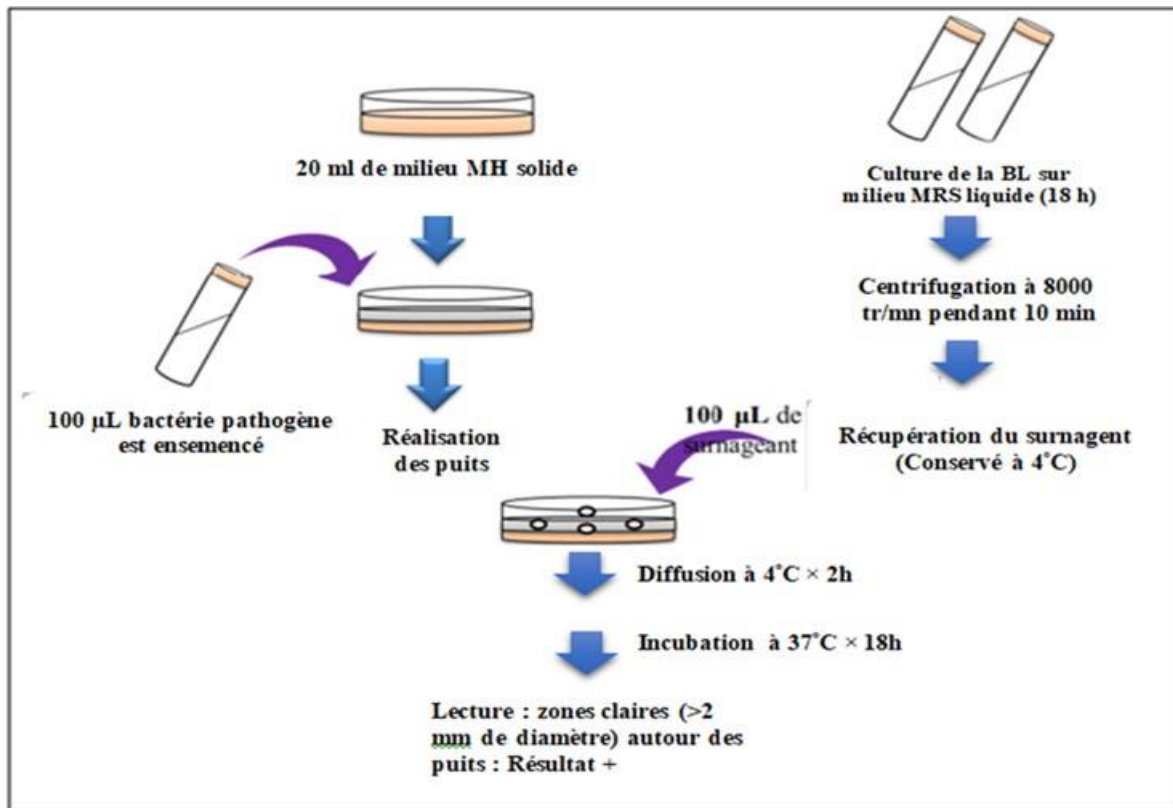 20 ml de milieu MH solide
100 µL bactérie pathogène
est ensemencé
Réalisation
des puits
Culture de la BL sur
milieu MRS liquide (18 h)
Centrifugation à 8000
tr/mn pendant 10 min
Récupération du surnagent
(Conservé à 4°C)
100 µL de
surnageant
Diffusion à 4°C × 2h
Incubation à 37°C × 18h
Lecture : zones claires (>2
mm de diamètre) autour des
puits : Résultat +